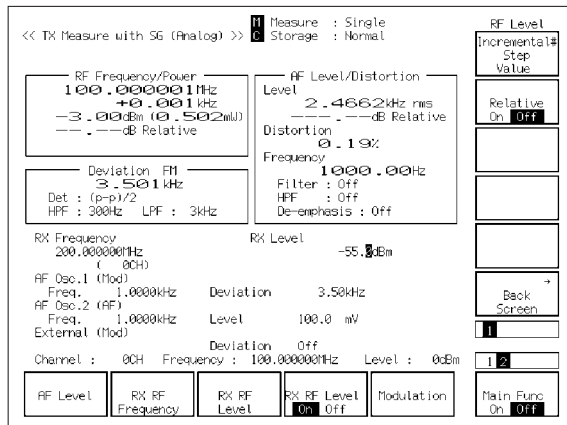 << TX Measure with SG (Analog) >>
M Measure : Single
C Storage : Normal
RF Frequency/Power
100.000001MHz
+0.001kHz
-3.00dBm (0.502mW)
---.--dB Relative
AF Level/Distortion
Level
2.4662kHz rms
---.--dB Relative
Distortion
0.19%
Frequency
1000.00Hz
Filter : Off
HPF : Off
De-emphasis : Off
Deviation FM
3.501kHz
Det : (p-p)/2
HPF : 300Hz LPF : 3kHz
RX Frequency RX Level
200.000000MHz -55.0dBm
( 0CH)
AF Osc.1 (Mod)
Freq. 1.0000kHz Deviation 3.50kHz
AF Osc.2 (AF)
Freq. 1.0000kHz Level 100.0 mV
External (Mod)
Deviation Off
Channel : 0CH Frequency : 100.000000MHz Level : 0dBm
AF Level
RX RF
Frequency
RX RF
Level
RX RF Level
On Off
Modulation
RF Level
Incremental#
Step
Value
Relative
On Off
→
Back
Screen
1
1 2
Main Func
On Off